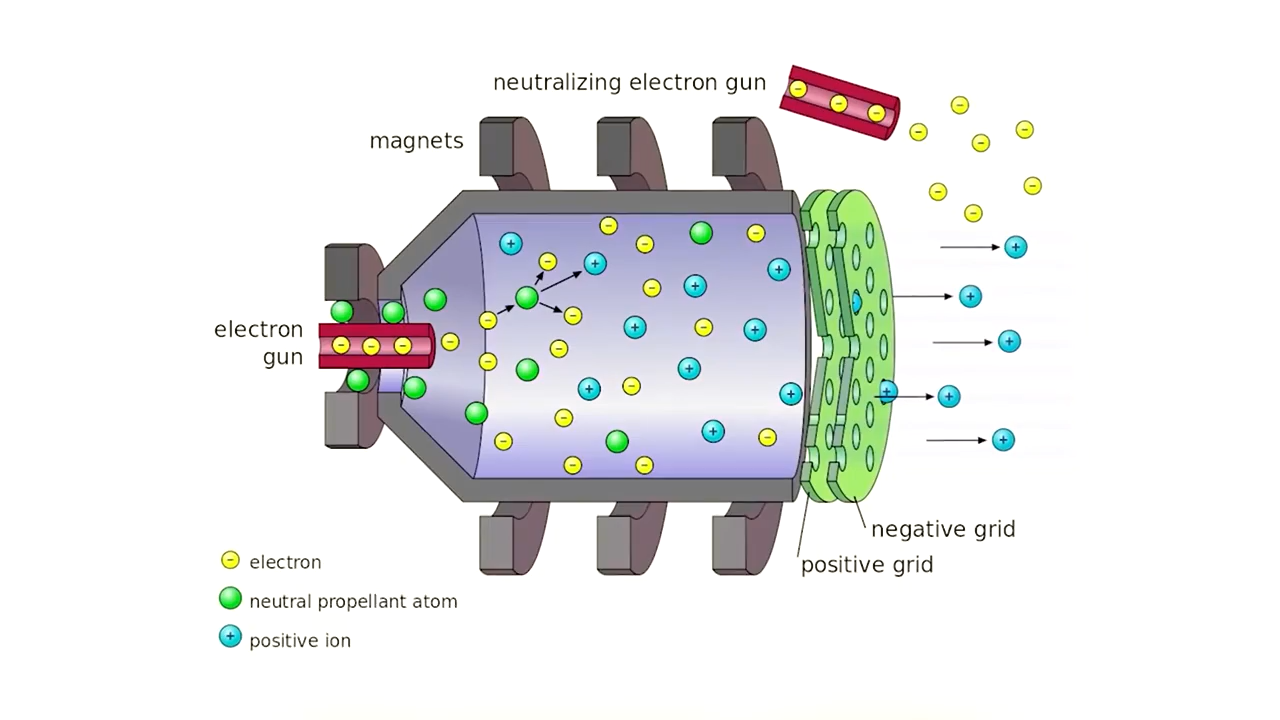 neutralizing electron gun
magnets
electron
gun
negative grid
positive grid
electron
neutral propellant atom
positive ion